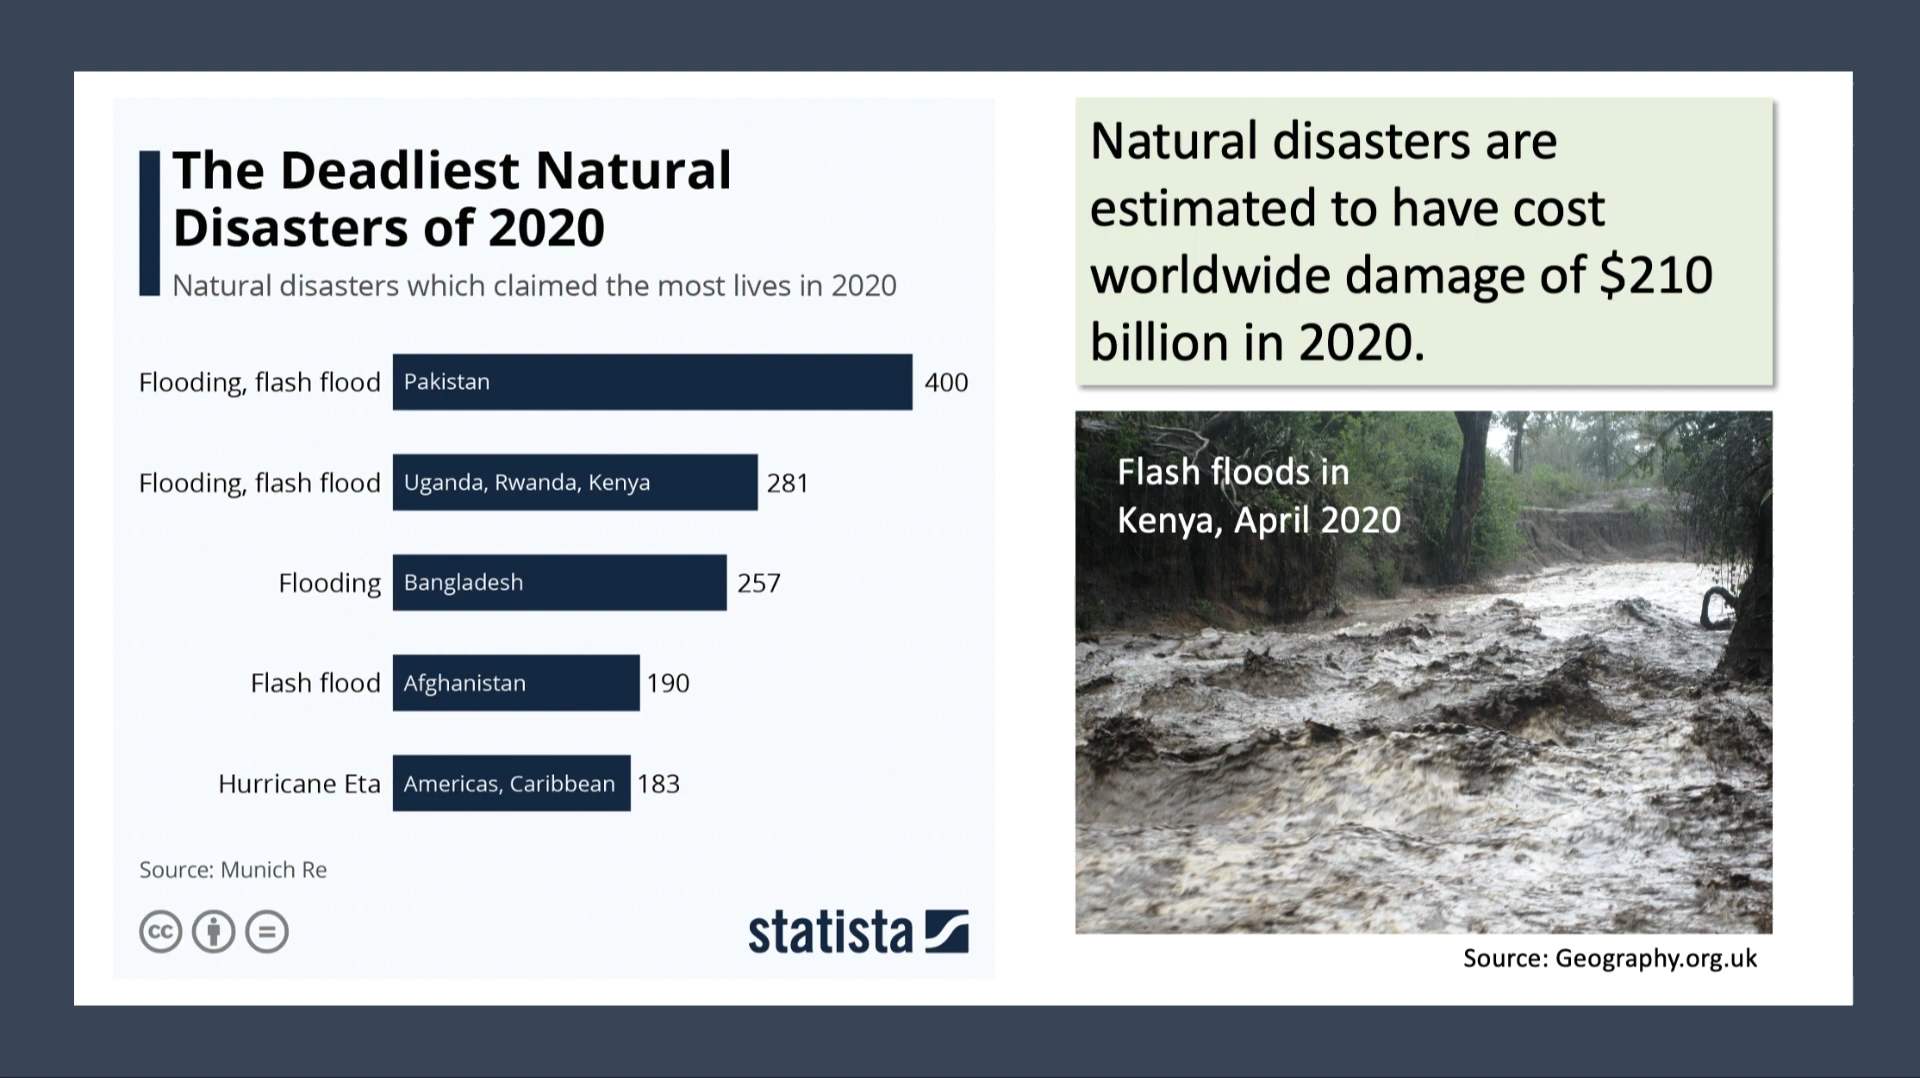 The Deadliest Natural
Disasters of 2020
Natural disasters which claimed the most lives in 2020
Flooding, flash flood Pakistan 400
Flooding, flash flood Uganda, Rwanda, Kenya 281
Flooding Bangladesh 257
Flash flood Afghanistan 190
Hurricane Eta Americas, Caribbean 183
Source: Munich Re
cc
statista
Natural disasters are
estimated to have cost
worldwide damage of $210
billion in 2020.
Flash floods in
Kenya, April 2020
Source: Geography.org.uk